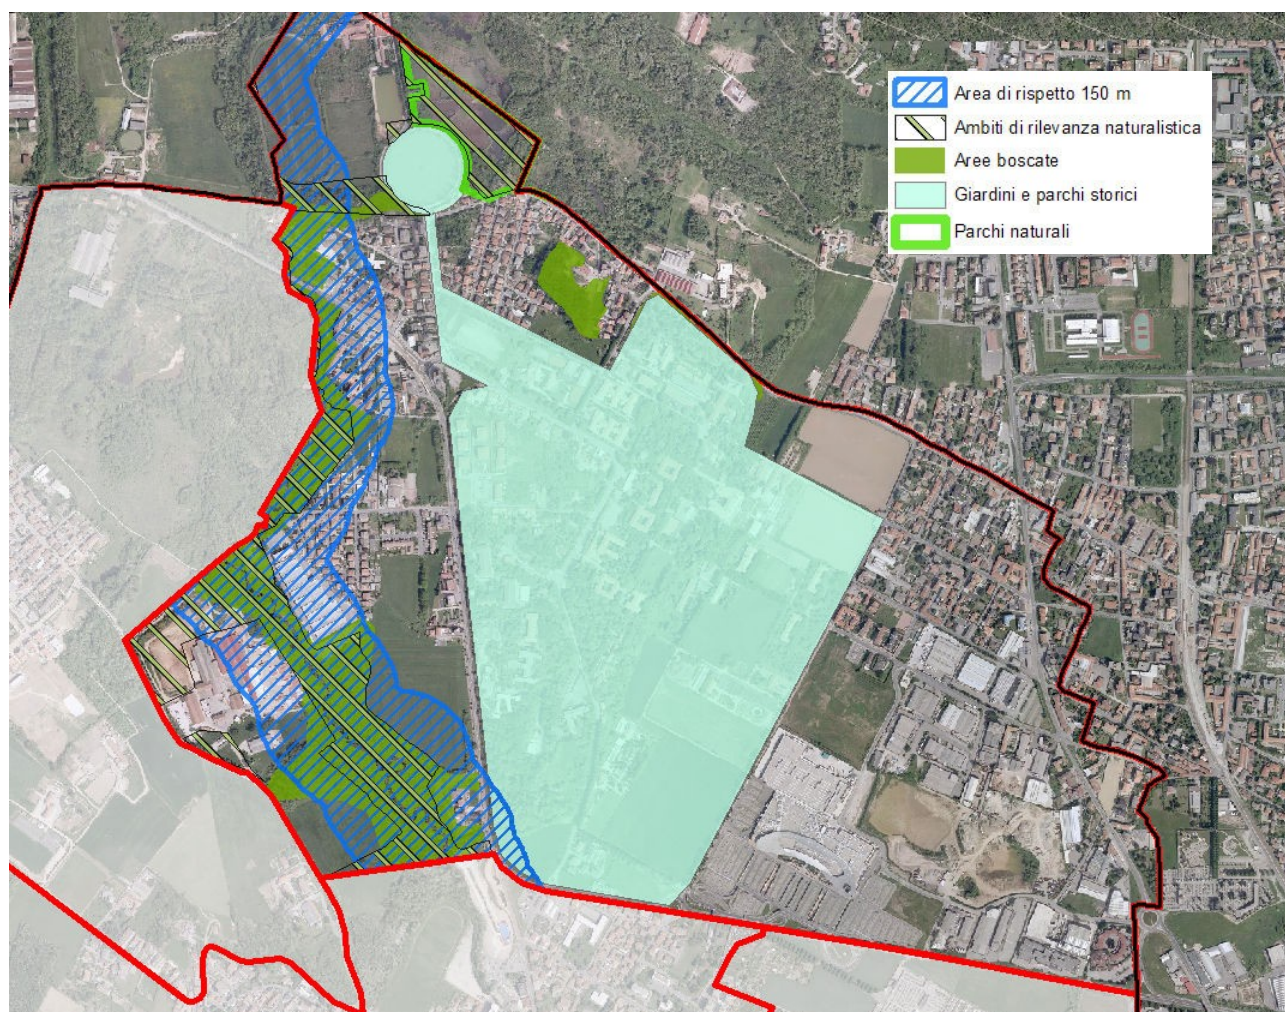 Area di rispetto 150 m
Ambiti di rilevanza naturalistica
Aree boscate
Giardini e parchi storici
Parchi naturali